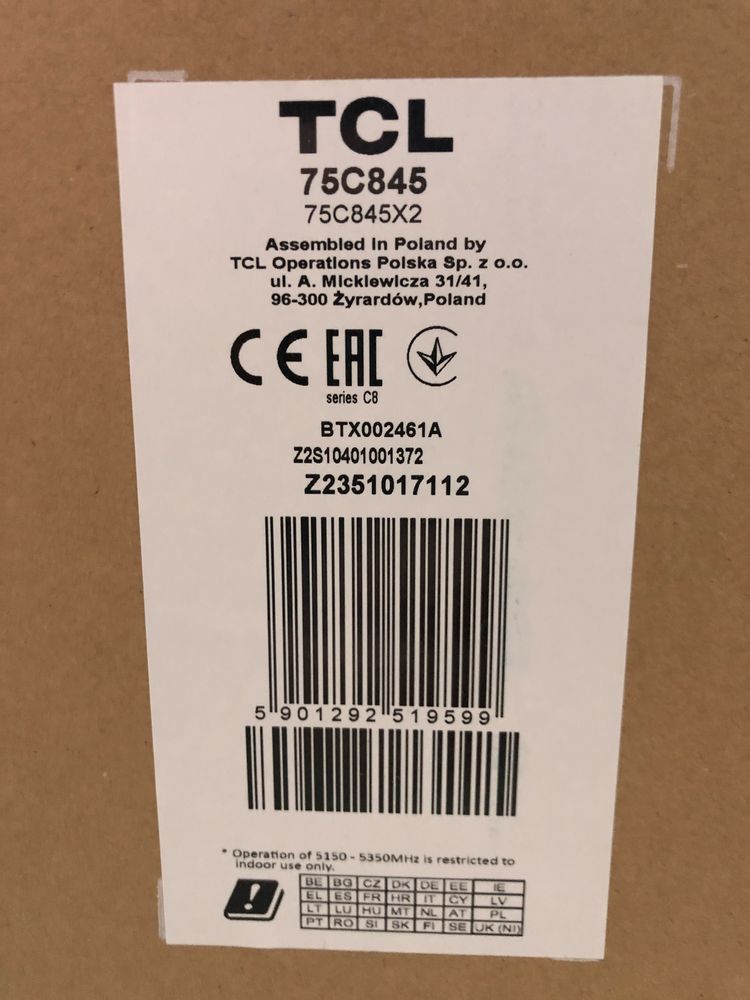 TCL
75C845
75C845X2
Assembled in Poland by
TCL Operations Polska Sp. z o.o.
ul. A. Mickiewicza 31/41,
96-300 Żyrardów,Poland
CE EAC
series C8
BTX002461A
Z2S10401001372
Z2351017112
5 901292 519599
* Operation of 5150 - 5350MHz is restricted to
indoor use only.
! BE BG CZ DK DE EE IE
EL ES FR HR IT CY LV
LT LU HU MT NL AT PL
PT RO SI SK FI SE UK (NI)